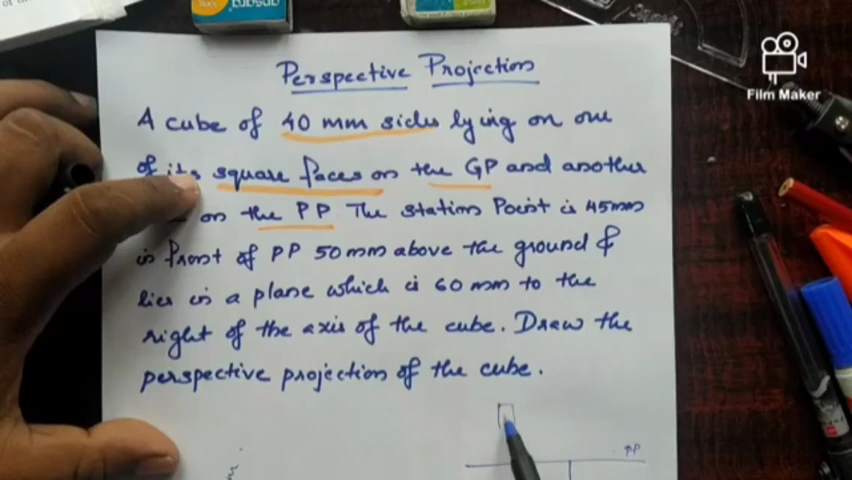 Perspective Projection
A cube of 40 mm sides lying on one
of its square faces on the GP and another
on the PP The station Point is 45mm
in front of PP 50 mm above the ground &
lies in a plane which is 60 mm to the
right of the axis of the cube. Draw the
perspective projection of the cube.
PP
Film Maker